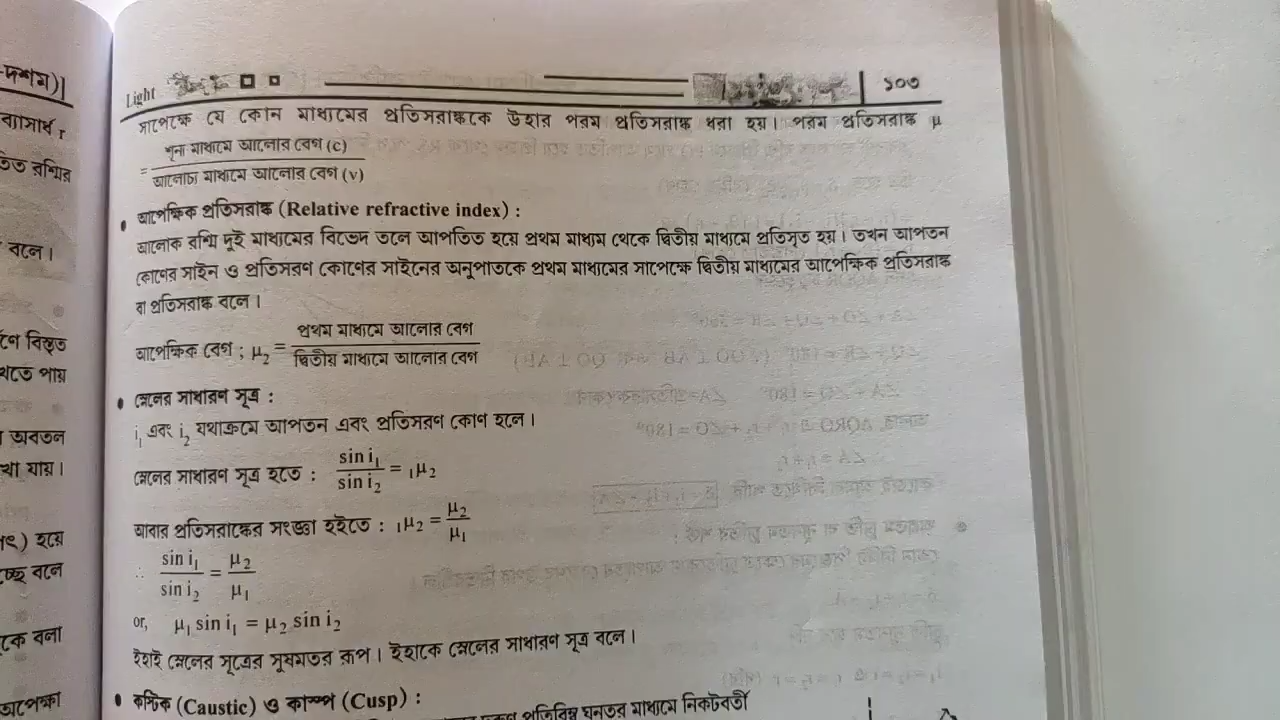 Light
১০৩
সাপেক্ষে যে কোন মাধ্যমের প্রতিসরাঙ্ককে উহার পরম প্রতিসরাঙ্ক ধরা হয়। পরম প্রতিসরাঙ্ক μ
= শূন্য মাধ্যমে আলোর বেগ (c) / আলোচ্য মাধ্যমে আলোর বেগ (v)
• আপেক্ষিক প্রতিসরাঙ্ক (Relative refractive index) :
আলোক রশ্মি দুই মাধ্যমের বিভেদ তলে আপতিত হয়ে প্রথম মাধ্যম থেকে দ্বিতীয় মাধ্যমে প্রতিসৃত হয়। তখন আপতন
কোণের সাইন ও প্রতিসরণ কোণের সাইনের অনুপাতকে প্রথম মাধ্যমের সাপেক্ষে দ্বিতীয় মাধ্যমের আপেক্ষিক প্রতিসরাঙ্ক
বা প্রতিসরাঙ্ক বলে।
আপেক্ষিক বেগ ; μ₂ = প্রথম মাধ্যমে আলোর বেগ / দ্বিতীয় মাধ্যমে আলোর বেগ
• স্নেলের সাধারণ সূত্র :
i₁ এবং i₂ যথাক্রমে আপতন এবং প্রতিসরণ কোণ হলে।
স্নেলের সাধারণ সূত্র হতে : sin i₁ / sin i₂ = ₁μ₂
আবার প্রতিসরাঙ্কের সংজ্ঞা হইতে : ₁μ₂ = μ₂ / μ₁
∴ sin i₁ / sin i₂ = μ₂ / μ₁
or, μ₁ sin i₁ = μ₂ sin i₂
ইহাই স্নেলের সূত্রের সুষমতর রূপ। ইহাকে স্নেলের সাধারণ সূত্র বলে।
• কস্টিক (Caustic) ও কাস্প (Cusp) :
প্রতিবিম্ব ঘনতর মাধ্যমে নিকটবর্তী
-দশম)|
ব্যাসার্ধ r
রশ্মির
বলে।
বিস্তৃত
পায়
অবতল
যায়।
হয়ে
বলে
বলা